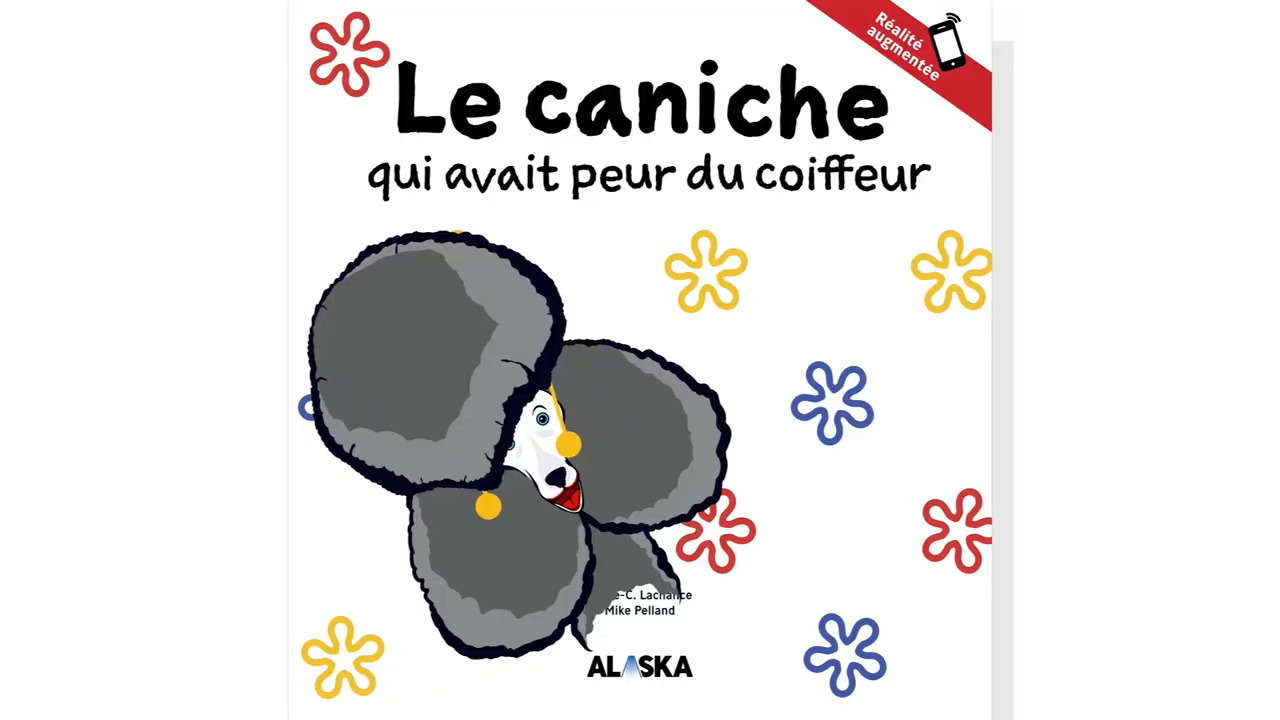 Réalité
augmentée
Le caniche
qui avait peur du coiffeur
Lachance
Mike Pelland
ALASKA